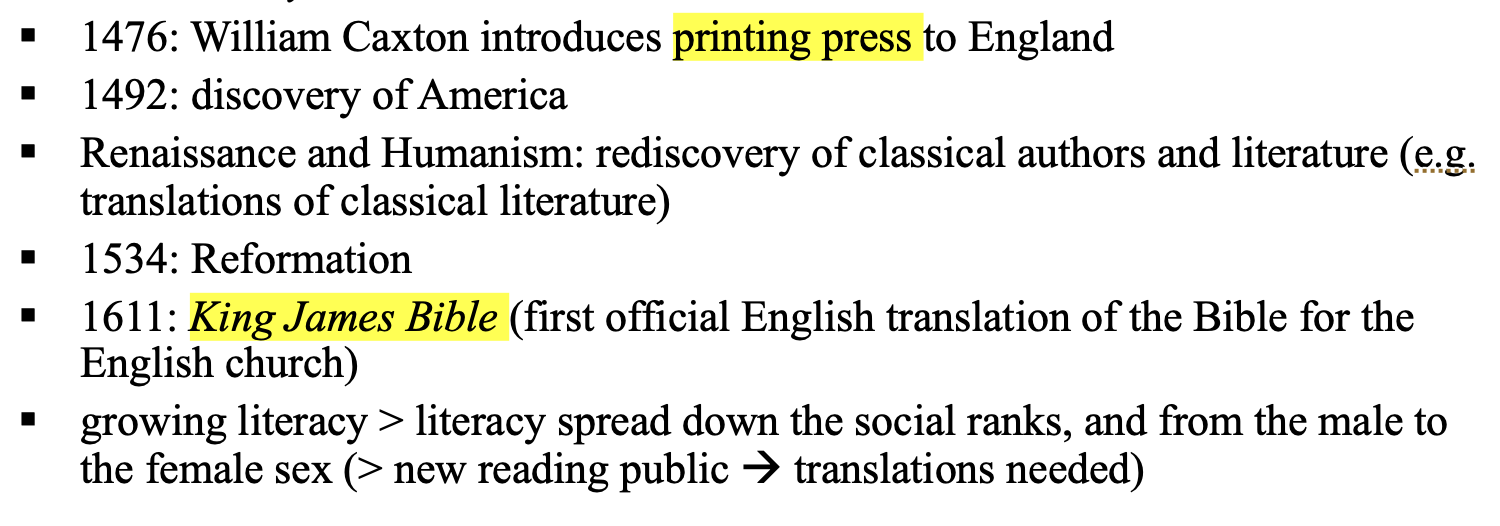 ▪ 1476: William Caxton introduces printing press to England
▪ 1492: discovery of America
▪ Renaissance and Humanism: rediscovery of classical authors and literature (e.g.
translations of classical literature)
▪ 1534: Reformation
▪ 1611: King James Bible (first official English translation of the Bible for the
English church)
▪ growing literacy > literacy spread down the social ranks, and from the male to
the female sex (> new reading public → translations needed)